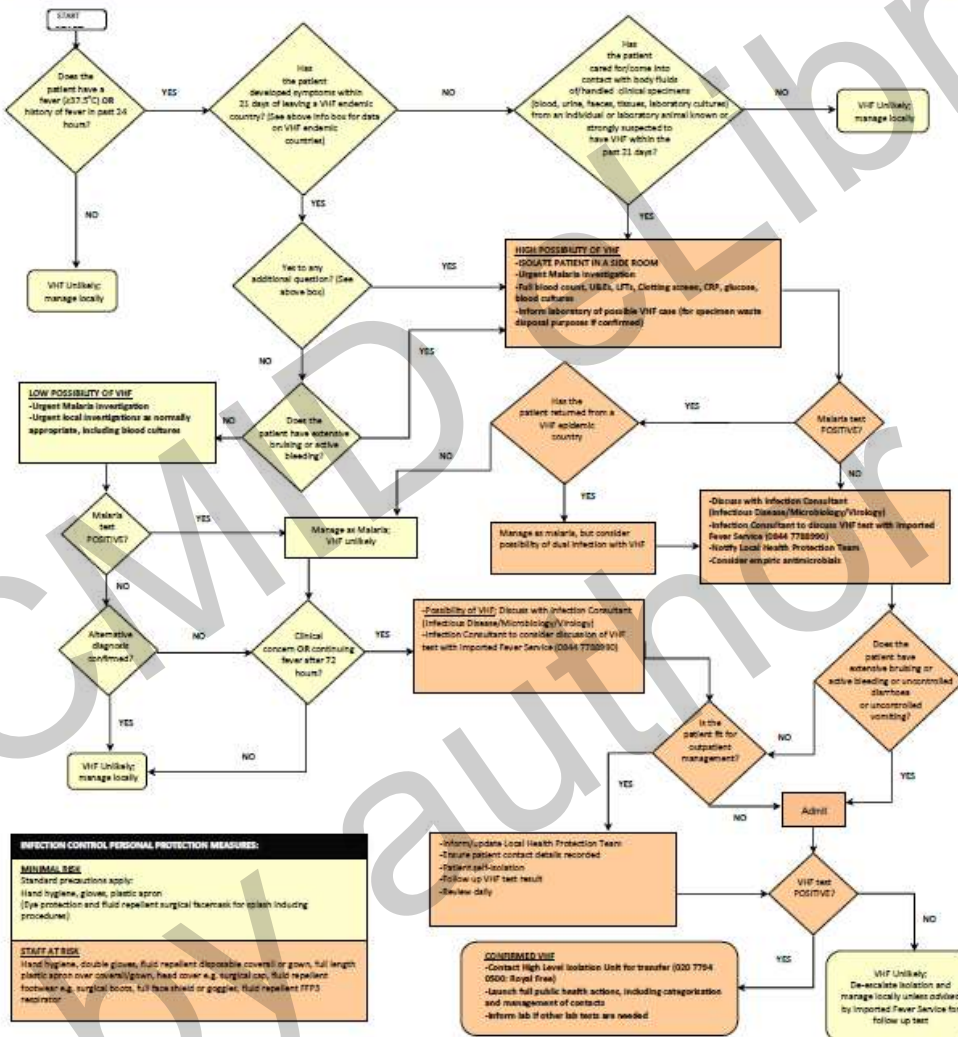 START
Does the
patient have a
fever (≥37.5°C) OR
history of fever in past 24
hours?
YES
Has
the patient
developed symptoms within
21 days of leaving a VHF endemic
country? (See above info box for data
on VHF endemic
countries)
NO
Has
the patient
cared for/come into
contact with body fluids
of/handled clinical specimens
(blood, urine, faeces, tissues, laboratory cultures)
from an individual or laboratory animal known or
strongly suspected to
have VHF within the
past 21 days?
NO
VHF Unlikely;
manage locally
NO
YES
YES
VHF Unlikely;
manage locally
Yes to any
additional question? (See
above box)
YES
HIGH POSSIBILITY OF VHF
-ISOLATE PATIENT IN A SIDE ROOM
-Urgent Malaria investigation
-Full blood count, U&Es, LFTs, Clotting screen, CRP, glucose,
blood cultures
-Inform laboratory of possible VHF case (for specimen waste
disposal purposes if confirmed)
NO
YES
LOW POSSIBILITY OF VHF
-Urgent Malaria investigation
-Urgent local investigations as normally
appropriate, including blood cultures
NO
Does the
patient have extensive
bruising or active
bleeding?
Has the
patient returned from a
VHF epidemic
country
YES
Malaria test
POSITIVE?
NO
YES
NO
Malaria
test
POSITIVE?
YES
Manage as Malaria;
VHF unlikely
Manage as malaria, but consider
possibility of dual infection with VHF
-Discuss with Infection Consultant
(Infectious Disease/Microbiology/Virology)
-Infection Consultant to discuss VHF test with Imported
Fever Service (0844 7788990)
-Notify Local Health Protection Team
-Consider empiric antimicrobials
NO
Alternative
diagnosis
confirmed?
NO
Clinical
concern OR continuing
fever after 72
hours?
YES
-Possibility of VHF; Discuss with Infection Consultant
(Infectious Disease/Microbiology/Virology)
-Infection Consultant to consider discussion of VHF
test with Imported Fever Service (0844 7788990)
Does the
patient have
extensive bruising or
active bleeding or uncontrolled
diarrhoea
or uncontrolled
vomiting?
YES
NO
VHF Unlikely;
manage locally
Is the
patient fit for
outpatient
management?
NO
YES
YES
NO
Admit
INFECTION CONTROL PERSONAL PROTECTION MEASURES:
MINIMAL RISK
Standard precautions apply:
Hand hygiene, gloves, plastic apron
(Eye protection and fluid repellent surgical facemask for splash inducing
procedures)
STAFF AT RISK
Hand hygiene, double gloves, fluid repellent disposable coverall or gown, full length
plastic apron over coverall/gown, head cover e.g. surgical cap, fluid repellent
footwear e.g. surgical boots, full face shield or goggles, fluid repellent FFP3
respirator
-Inform/update Local Health Protection Team
-Ensure patient contact details recorded
-Patient self-isolation
-Follow up VHF test result
-Review daily
VHF test
POSITIVE?
NO
YES
CONFIRMED VHF
-Contact High Level Isolation Unit for transfer (020 7794
0500: Royal Free)
-Launch full public health actions, including categorization
and management of contacts
-Inform lab if other lab tests are needed
VHF Unlikely;
De-escalate isolation and
manage locally unless advised
by Imported Fever Service for
follow up test
by author